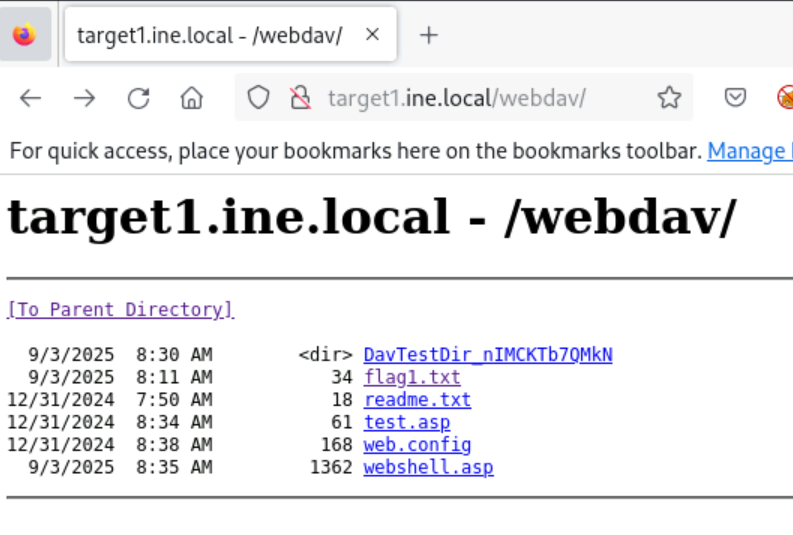 target1.ine.local - /webdav/
target1.ine.local/webdav/
For quick access, place your bookmarks here on the bookmarks toolbar. Manage
target1.ine.local - /webdav/
[To Parent Directory]
9/3/2025 8:30 AM <dir> DavTestDir_nIMCKTb7QMkN
9/3/2025 8:11 AM 34 flag1.txt
12/31/2024 7:50 AM 18 readme.txt
12/31/2024 8:34 AM 61 test.asp
12/31/2024 8:38 AM 168 web.config
9/3/2025 8:35 AM 1362 webshell.asp